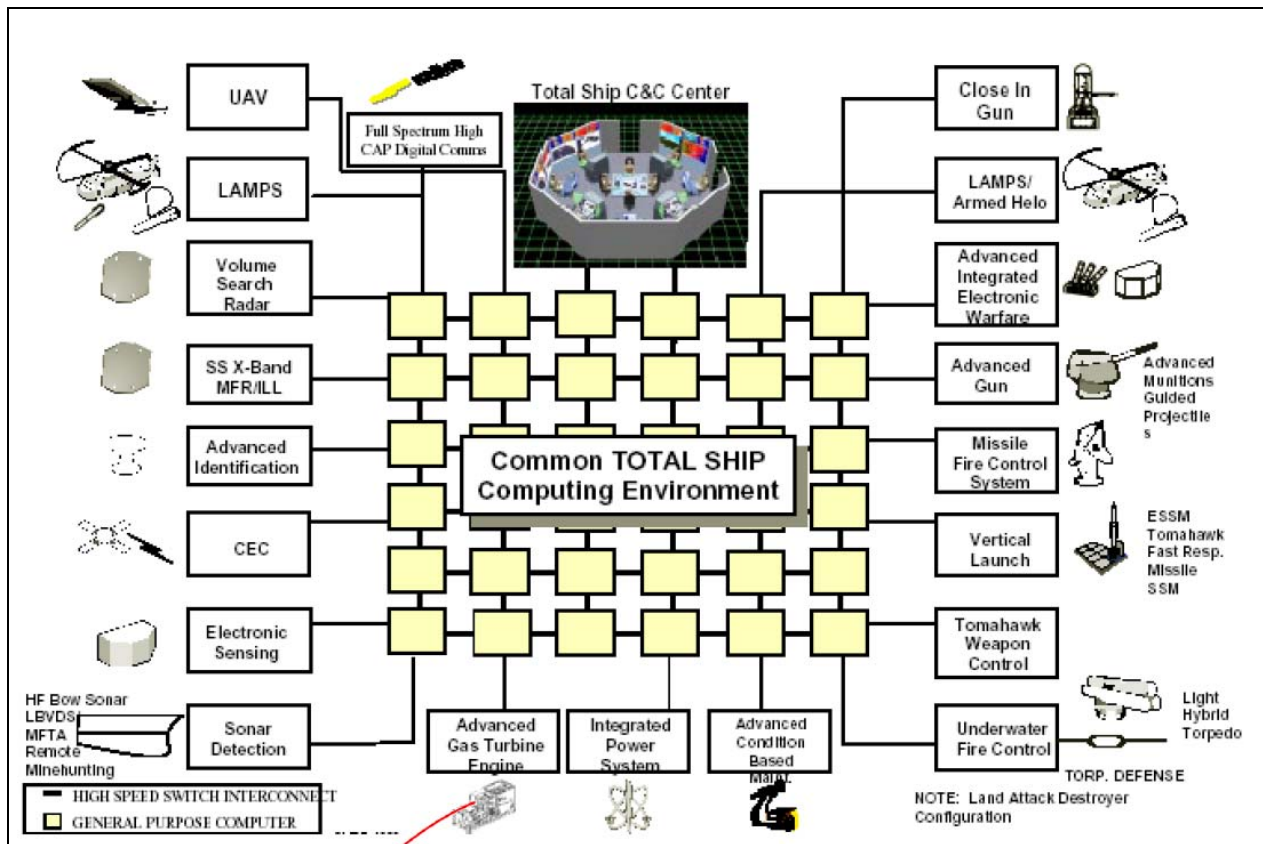 Total Ship C&C Center
UAV
Full Spectrum High
CAP Digital Comms
LAMPS
Volume
Search
Radar
SS X-Band
MFR/ILL
Advanced
Identification
CEC
Electronic
Sensing
HF Bow Sonar
LBVDS
MFTA
Remote
Minehunting
Sonar
Detection
HIGH SPEED SWITCH INTERCONNECT
GENERAL PURPOSE COMPUTER
Common TOTAL SHIP
Computing Environment
Advanced
Gas Turbine
Engine
Integrated
Power
System
Advanced
Condition
Based
Maint.
Close In
Gun
LAMPS/
Armed Helo
Advanced
Integrated
Electronic
Warfare
Advanced
Gun
Advanced
Munitions
Guided
Projectile
s
Missile
Fire Control
System
Vertical
Launch
ESSM
Tomahawk
Fast Resp.
Missile
SSM
Tomahawk
Weapon
Control
Underwater
Fire Control
Light
Hybrid
Torpedo
TORP. DEFENSE
NOTE: Land Attack Destroyer
Configuration